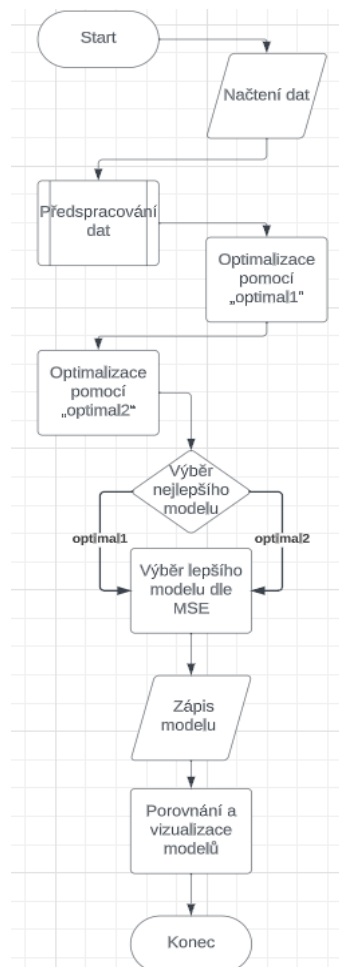 Start
Načtení dat
Předspracování
dat
Optimalizace
pomocí
„optimal1"
Optimalizace
pomocí
„optimal2“
Výběr
nejlepšího
modelu
optimal1
optimal2
Výběr lepšího
modelu dle
MSE
Zápis
modelu
Porovnání a
vizualizace
modelů
Konec